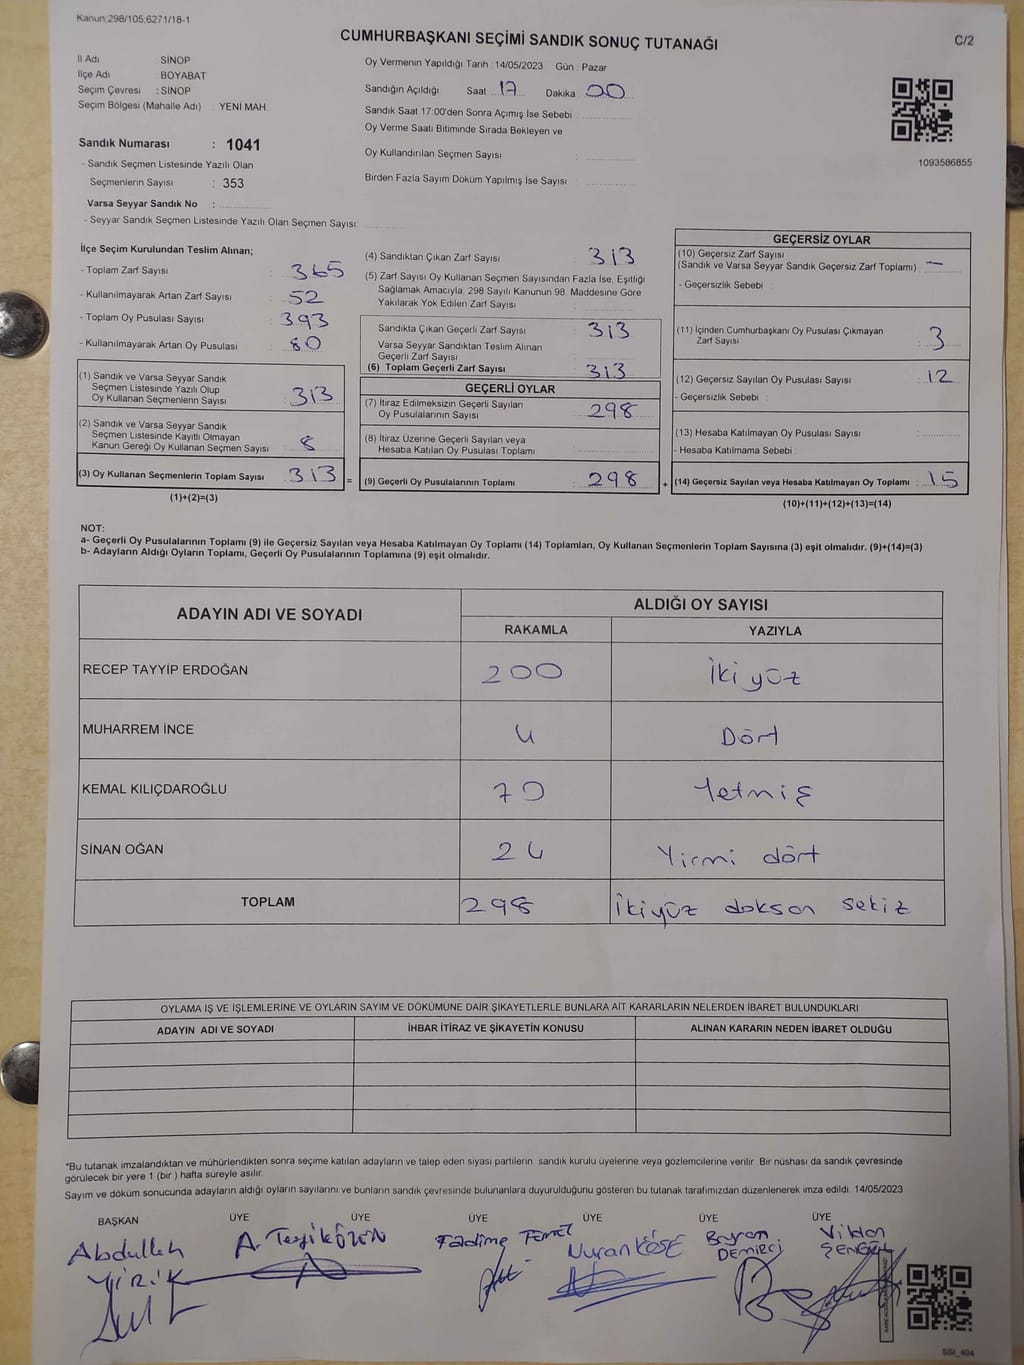 Kanun,298/105,6271/18-1
C/2
CUMHURBAŞKANI SEÇİMİ SANDIK SONUÇ TUTANAĞI
İl Adı : SİNOP
İlçe Adı : BOYABAT
Seçim Çevresi : SİNOP
Seçim Bölgesi (Mahalle Adı) : YENİ MAH.
Sandık Numarası : 1041
- Sandık Seçmen Listesinde Yazılı Olan
Seçmenlerin Sayısı : 353
Varsa Seyyar Sandık No :
- Seyyar Sandık Seçmen Listesinde Yazılı Olan Seçmen Sayısı:
Oy Vermenin Yapıldığı Tarih : 14/05/2023 Gün : Pazar
Sandığın Açıldığı Saat 17 Dakika 00
Sandık Saat 17:00'den Sonra Açımış İse Sebebi :
Oy Verme Saati Bitiminde Sırada Bekleyen ve
Oy Kullandırılan Seçmen Sayısı :
Birden Fazla Sayım Döküm Yapılmış İse Sayısı :
1093586855
İlçe Seçim Kurulundan Teslim Alınan;
- Toplam Zarf Sayısı : 365
- Kullanılmayarak Artan Zarf Sayısı : 52
- Toplam Oy Pusulası Sayısı : 393
- Kullanılmayarak Artan Oy Pusulası : 80
(1) Sandık ve Varsa Seyyar Sandık
Seçmen Listesinde Yazılı Olup
Oy Kullanan Seçmenlerin Sayısı : 313
(2) Sandık ve Varsa Seyyar Sandık
Seçmen Listesinde Kayıtlı Olmayan
Kanun Gereği Oy Kullanan Seçmen Sayısı : 8
(3) Oy Kullanan Seçmenlerin Toplam Sayısı : 313 =
(1)+(2)=(3)
(4) Sandıktan Çıkan Zarf Sayısı : 313
(5) Zarf Sayısı Oy Kullanan Seçmen Sayısından Fazla İse, Eşitliği
Sağlamak Amacıyla, 298 Sayılı Kanunun 98. Maddesine Göre
Yakılarak Yok Edilen Zarf Sayısı :
Sandıkta Çıkan Geçerli Zarf Sayısı : 313
Varsa Seyyar Sandıktan Teslim Alınan
Geçerli Zarf Sayısı :
(6) Toplam Geçerli Zarf Sayısı : 313
GEÇERLİ OYLAR
(7) İtiraz Edilmeksizin Geçerli Sayılan
Oy Pusulalarının Sayısı : 298
(8) İtiraz Üzerine Geçerli Sayılan veya
Hesaba Katılan Oy Pusulası Toplamı :
(9) Geçerli Oy Pusulalarının Toplamı : 298 +
GEÇERSİZ OYLAR
(10) Geçersiz Zarf Sayısı
(Sandık ve Varsa Seyyar Sandık Geçersiz Zarf Toplamı) : —
- Geçersizlik Sebebi :
(11) İçinden Cumhurbaşkanı Oy Pusulası Çıkmayan
Zarf Sayısı : 3
(12) Geçersiz Sayılan Oy Pusulası Sayısı : 12
- Geçersizlik Sebebi :
(13) Hesaba Katılmayan Oy Pusulası Sayısı :
- Hesaba Katılmama Sebebi :
(14) Geçersiz Sayılan veya Hesaba Katılmayan Oy Toplamı : 15
(10)+(11)+(12)+(13)=(14)
NOT:
a- Geçerli Oy Pusulalarının Toplamı (9) ile Geçersiz Sayılan veya Hesaba Katılmayan Oy Toplamı (14) Toplamları, Oy Kullanan Seçmenlerin Toplam Sayısına (3) eşit olmalıdır. (9)+(14)=(3)
b- Adayların Aldığı Oyların Toplamı, Geçerli Oy Pusulalarının Toplamına (9) eşit olmalıdır.
ADAYIN ADI VE SOYADI ALDIĞI OY SAYISI
RAKAMLA YAZIYLA
RECEP TAYYİP ERDOĞAN 200 İki yüz
MUHARREM İNCE 4 Dört
KEMAL KILIÇDAROĞLU 70 Yetmiş
SİNAN OĞAN 24 Yirmi dört
TOPLAM 298 İkiyüz doksan sekiz
OYLAMA İŞ VE İŞLEMLERİNE VE OYLARIN SAYIM VE DÖKÜMÜNE DAİR ŞİKAYETLERLE BUNLARA AİT KARARLARIN NELERDEN İBARET BULUNDUKLARI
ADAYIN ADI VE SOYADI İHBAR İTİRAZ VE ŞİKAYETİN KONUSU ALINAN KARARIN NEDEN İBARET OLDUĞU
*Bu tutanak imzalandıktan ve mühürlendikten sonra seçime katılan adayların ve talep eden siyasi partilerin sandık kurulu üyelerine veya gözlemcilerine verilir. Bir nüshası da sandık çevresinde
görülecek bir yere 1 (bir ) hafta süreyle asılır.
Sayım ve döküm sonucunda adayların aldığı oyların sayılarını ve bunların sandık çevresinde bulunanlara duyurulduğunu gösteren bu tutanak tarafımızdan düzenlenerek imza edildi. 14/05/2023
BAŞKAN ÜYE ÜYE ÜYE ÜYE ÜYE ÜYE
Abdullah YİRİK
Fadime Temel
Nuran KÖSE
DEMİRCİ
ŞENGÜL